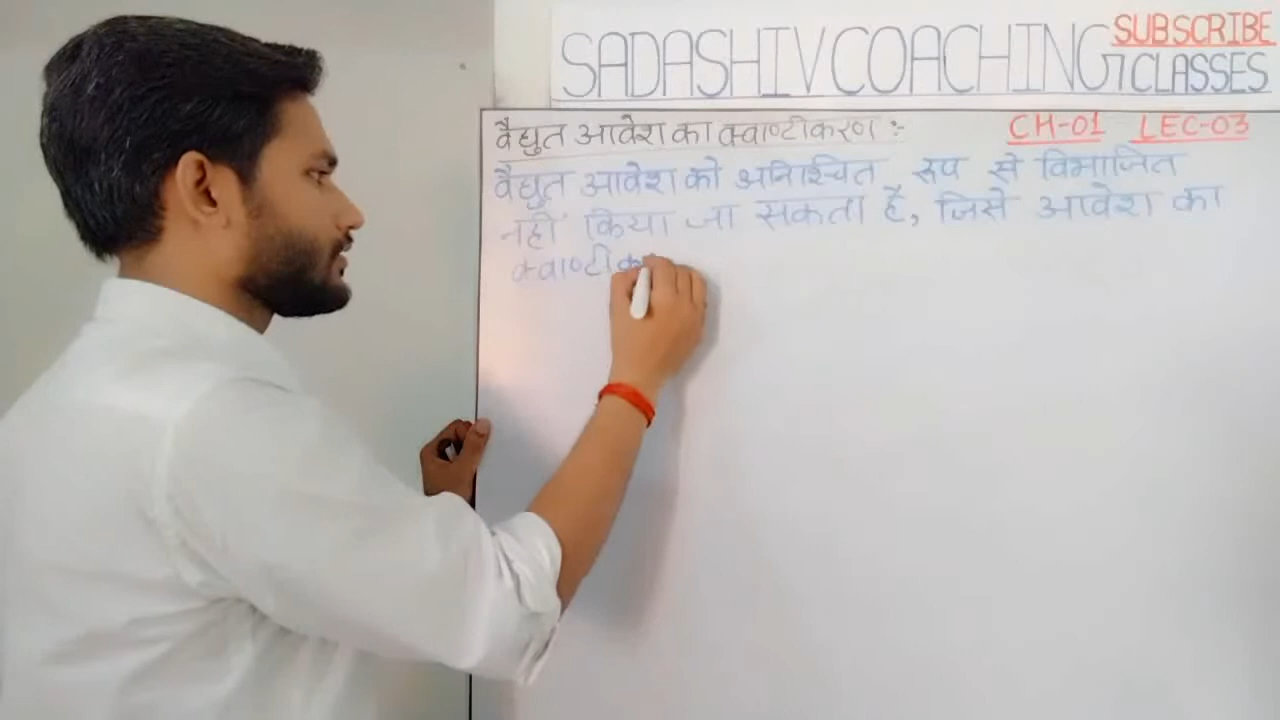 SADASHIV COACHING CLASSES
SUBSCRIBE
वैद्युत आवेश का क्वाण्टीकरण :-
CH-01 LEC-03
वैद्युत आवेश को अनिश्चित रूप से विभाजित
नहीं किया जा सकता है, जिसे आवेश का
क्वाण्टीक